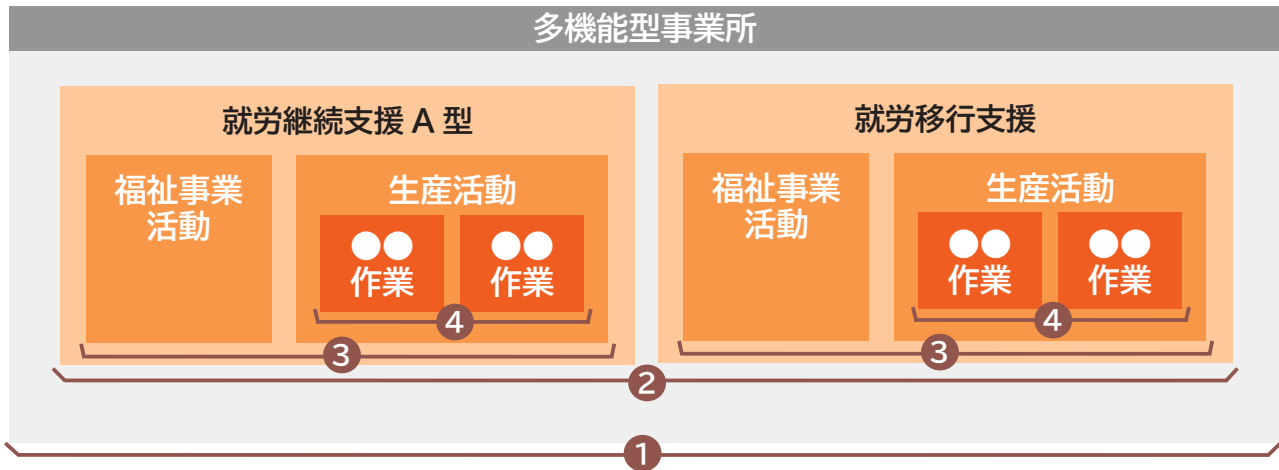 多機能型事業所
就労継続支援 A 型
福祉事業
活動
生産活動
●●
作業
●●
作業
4
3
就労移行支援
福祉事業
活動
生産活動
●●
作業
●●
作業
4
3
2
1